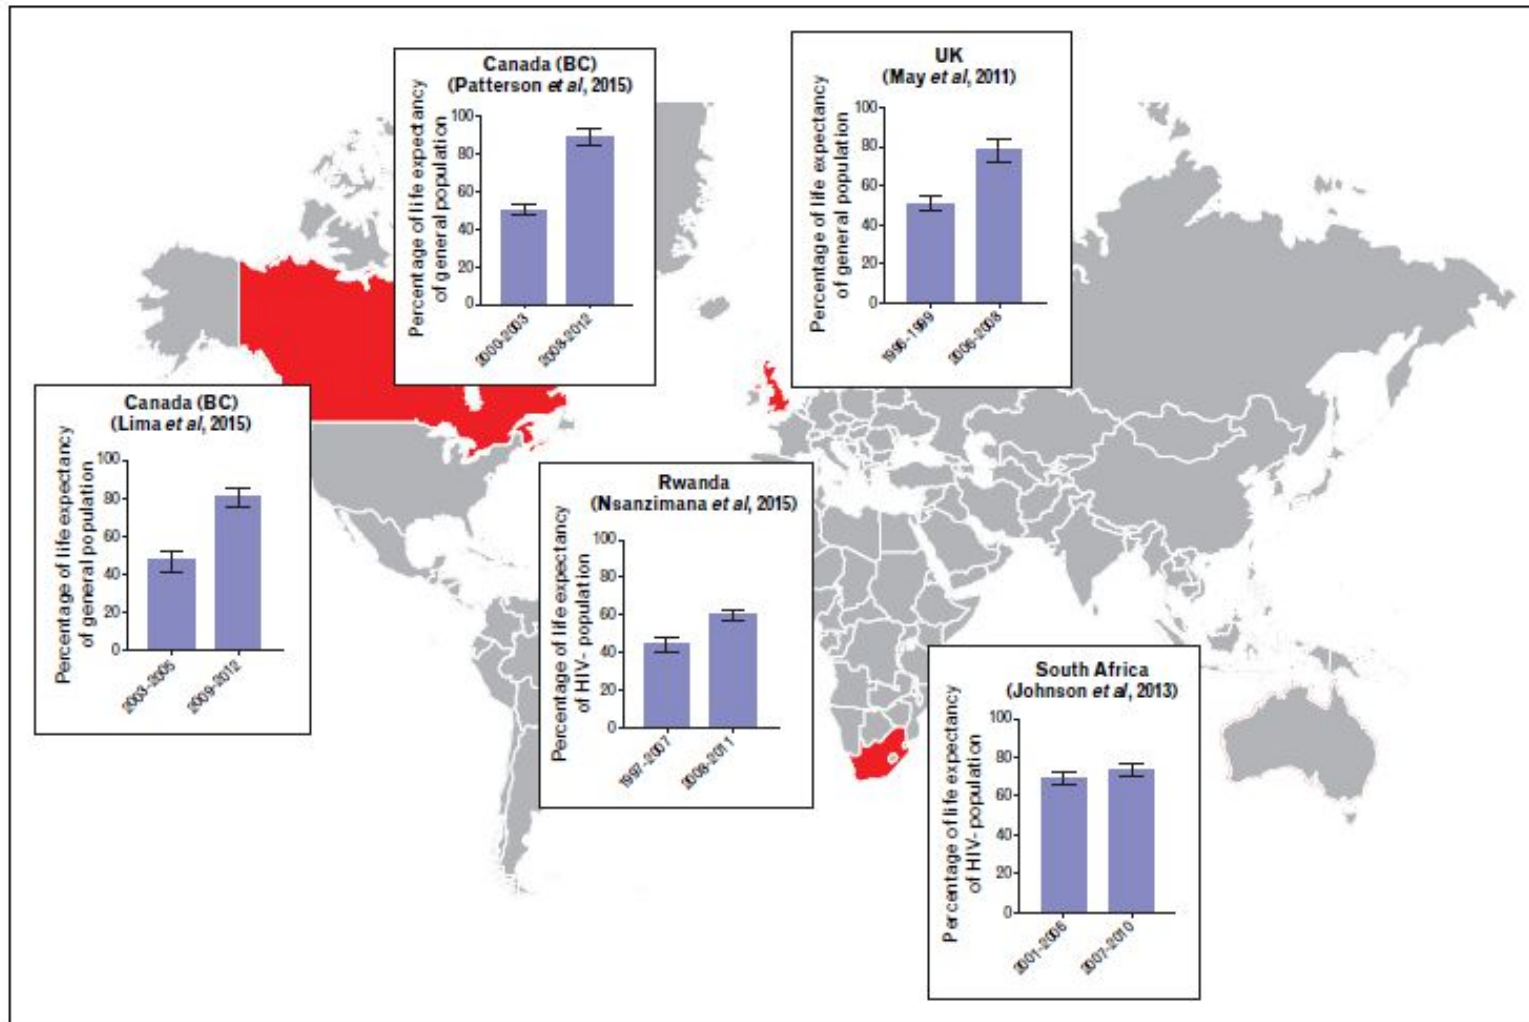 Canada (BC)
(Patterson et al, 2015)
Percentage of life expectancy
of general population
100
80
60
40
20
0
2000-2003
2008-2012
UK
(May et al, 2011)
Percentage of life expectancy
of general population
100
80
60
40
20
0
1996-1999
2006-2008
Canada (BC)
(Lima et al, 2015)
Percentage of life expectancy
of general population
100
80
60
40
20
0
2003-2005
2009-2012
Rwanda
(Nsanzimana et al, 2015)
Percentage of life expectancy
of HIV- population
100
80
60
40
20
0
1997-2007
2008-2011
South Africa
(Johnson et al, 2013)
Percentage of life expectancy
of HIV- population
100
80
60
40
20
0
2001-2006
2007-2010